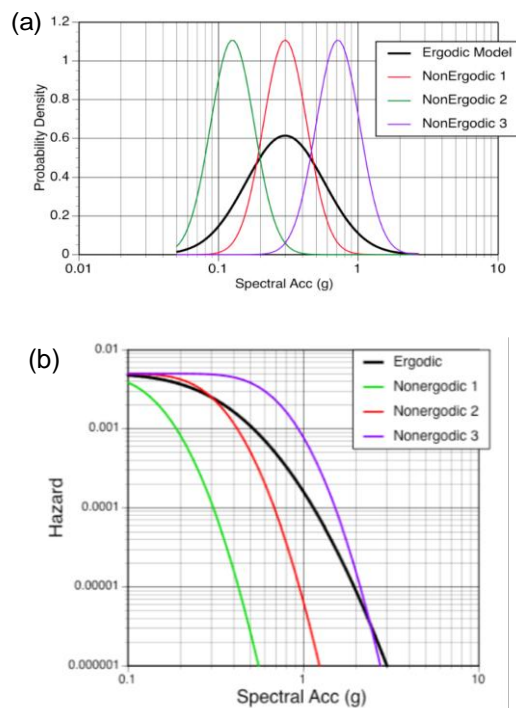 (a)
1.2
1
0.8
0.6
0.4
0.2
0
Probability Density
Ergodic Model
NonErgodic 1
NonErgodic 2
NonErgodic 3
0.01 0.1 1 10
Spectral Acc (g)
(b)
0.01
0.001
0.0001
0.00001
0.000001
Hazard
Ergodic
Nonergodic 1
Nonergodic 2
Nonergodic 3
0.1 1 10
Spectral Acc (g)